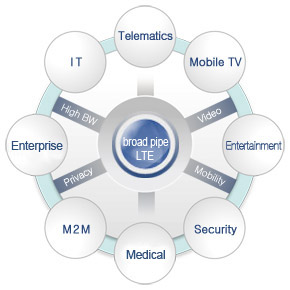 Telematics
IT
Mobile TV
High BW
Video
Enterprise
broad pipe
LTE
Entertainment
Privacy
Mobility
M2M
Security
Medical